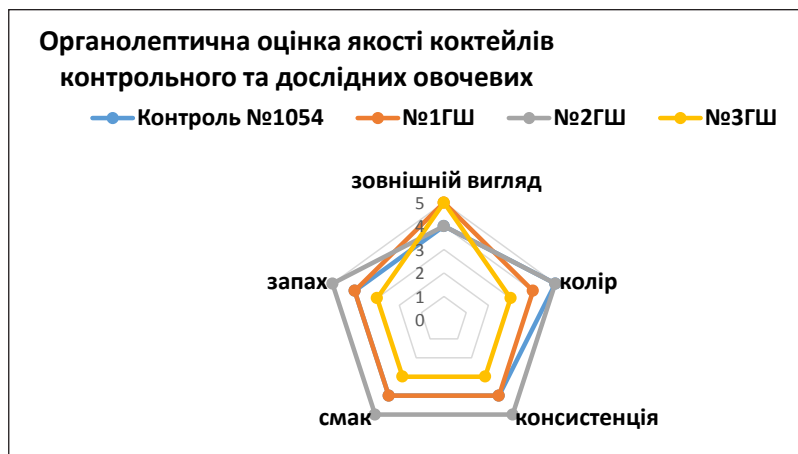 Органолептична оцінка якості коктейлів
контрольного та дослідних овочевих
Контроль №1054 №1ГШ №2ГШ №3ГШ
зовнішній вигляд
5
4
3
2
1
0
запах
колір
смак
консистенція